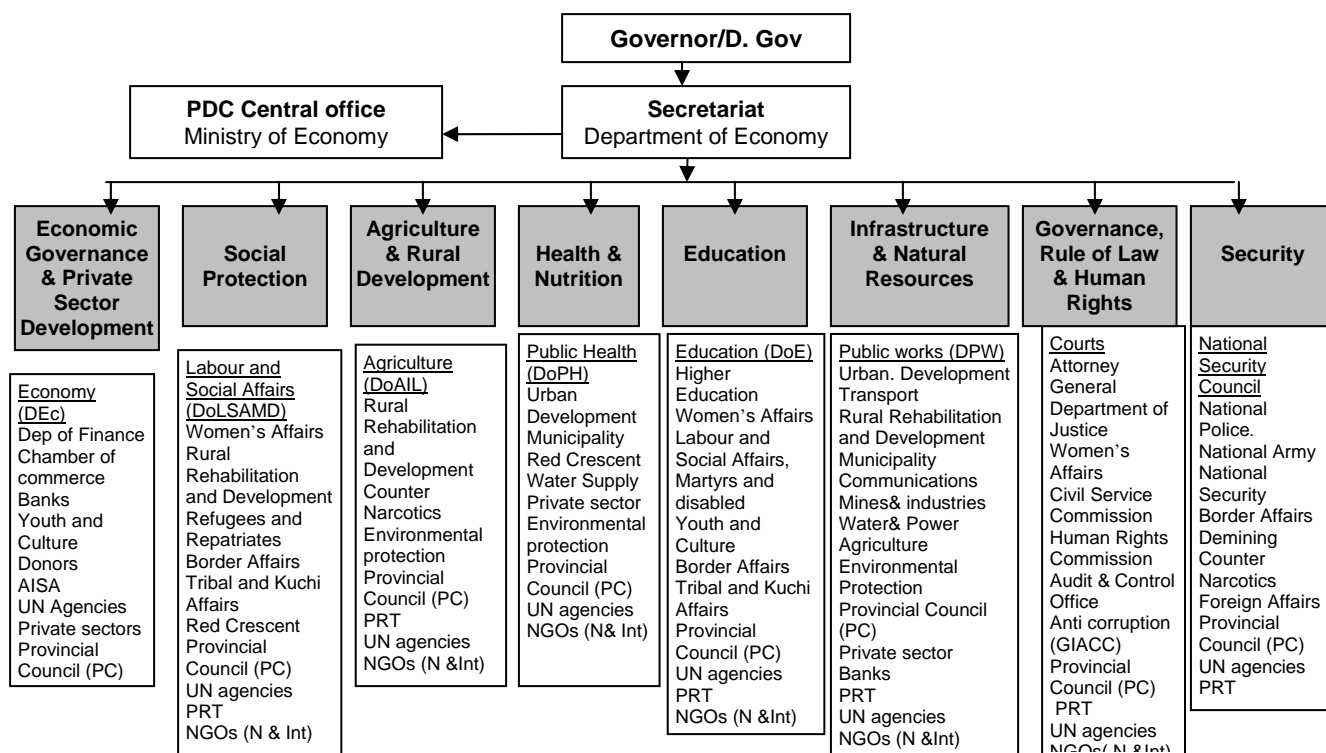 Governor/D. Gov
PDC Central office
Ministry of Economy
Secretariat
Department of Economy
Economic
Governance
& Private
Sector
Development
Social
Protection
Agriculture
& Rural
Development
Health &
Nutrition
Education
Infrastructure
& Natural
Resources
Governance,
Rule of Law
& Human
Rights
Security
Economy
(DEc)
Dep of Finance
Chamber of
commerce
Banks
Youth and
Culture
Donors
AISA
UN Agencies
Private sectors
Provincial
Council (PC)
Labour and
Social Affairs
(DoLSAMD)
Women's Affairs
Rural
Rehabilitation
and Development
Refugees and
Repatriates
Border Affairs
Tribal and Kuchi
Affairs
Red Crescent
Provincial
Council (PC)
UN agencies
PRT
NGOs (N & Int)
Agriculture
(DoAIL)
Rural
Rehabilitation
and
Development
Counter
Narcotics
Environmental
protection
Provincial
Council (PC)
PRT
UN agencies
NGOs (N &Int)
Public Health
(DoPH)
Urban
Development
Municipality
Red Crescent
Water Supply
Private sector
Environmental
protection
Provincial
Council (PC)
UN agencies
NGOs (N& Int)
Education (DoE)
Higher
Education
Women's Affairs
Labour and
Social Affairs,
Martyrs and
disabled
Youth and
Culture
Border Affairs
Tribal and Kuchi
Affairs
Provincial
Council (PC)
UN agencies
PRT
NGOs (N &Int)
Public works (DPW)
Urban. Development
Transport
Rural Rehabilitation
and Development
Municipality
Communications
Mines& industries
Water& Power
Agriculture
Environmental
Protection
Provincial Council
(PC)
Private sector
Banks
PRT
UN agencies
NGOs (N &Int)
Courts
Attorney
General
Department of
Justice
Women's
Affairs
Civil Service
Commission
Human Rights
Commission
Audit & Control
Office
Anti corruption
(GIACC)
Provincial
Council (PC)
PRT
UN agencies
NGOs( N &Int)
National
Security
Council
National
Police.
National Army
National
Security
Border Affairs
Demining
Counter
Narcotics
Foreign Affairs
Provincial
Council (PC)
UN agencies
PRT